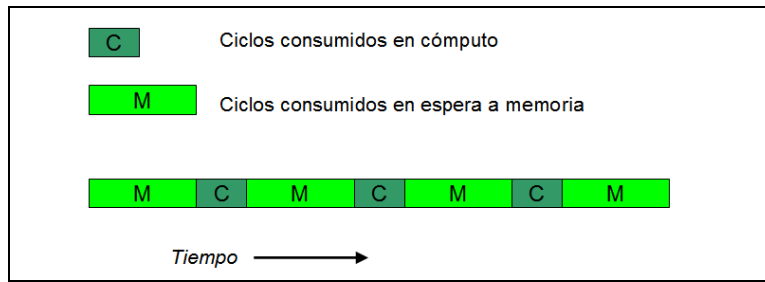 C Ciclos consumidos en cómputo
M Ciclos consumidos en espera a memoria
M C M C M C M
Tiempo